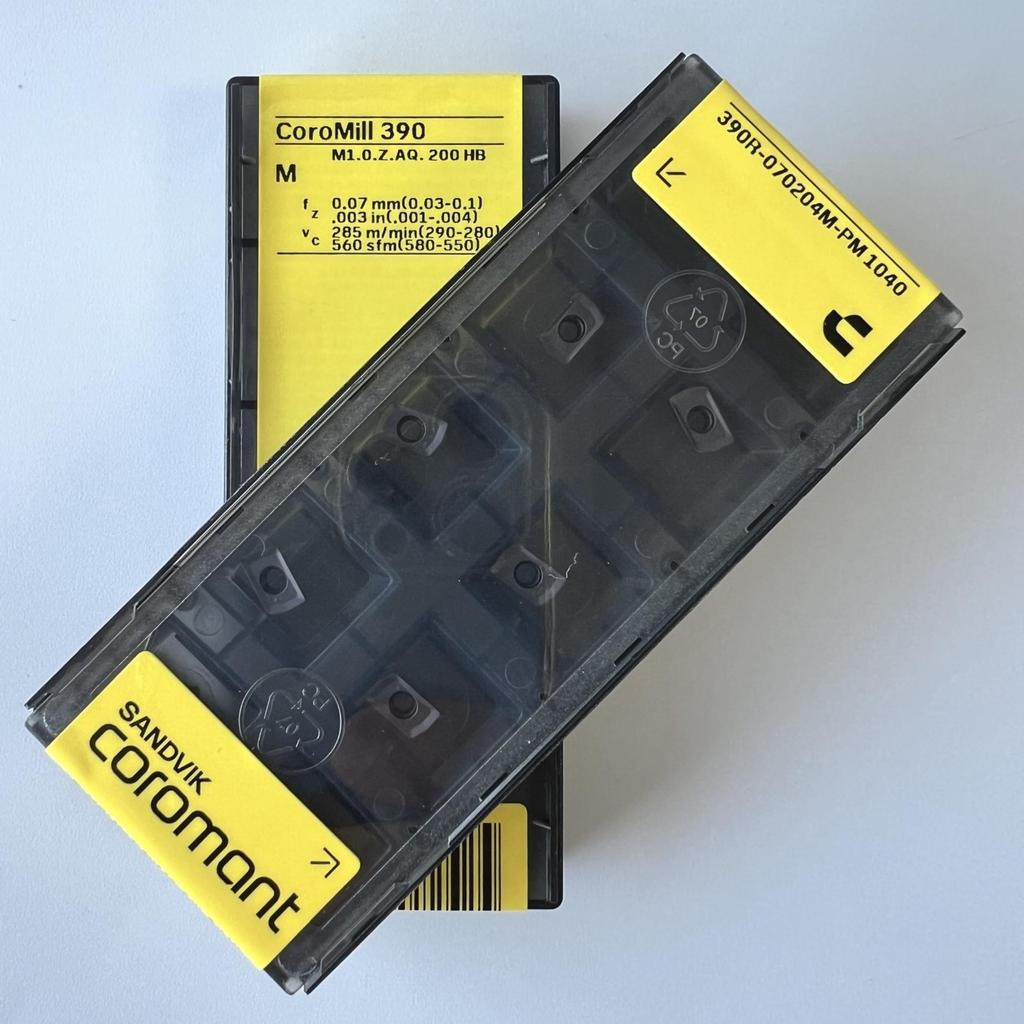 CoroMill 390
M1.0.Z.AQ. 200 HB
M
fz 0.07 mm(0.03-0.1)
.003 in(.001-.004)
vc 285 m/min(290-280)
560 sfm(580-550)
390R-070204M-PM 1040
07
PC
07
PC
SANDVIK
coromant